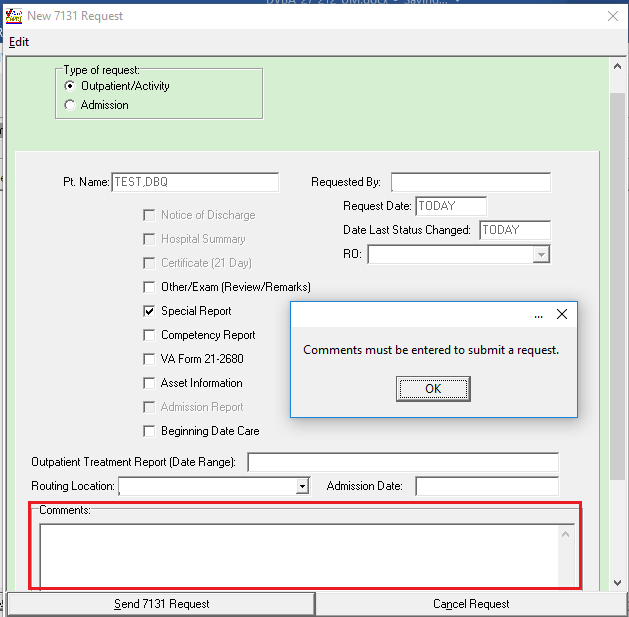 DVBA_27_212_UM.docx - Saving...
New 7131 Request
Edit
Type of request:
Outpatient/Activity
Admission
Pt. Name: TEST,DBQ
Requested By:
Request Date: TODAY
Date Last Status Changed: TODAY
RO:
Notice of Discharge
Hospital Summary
Certificate (21 Day)
Other/Exam (Review/Remarks)
Special Report
Competency Report
VA Form 21-2680
Asset Information
Admission Report
Beginning Date Care
...
Comments must be entered to submit a request.
OK
Outpatient Treatment Report (Date Range):
Routing Location: Admission Date:
Comments:
Send 7131 Request Cancel Request